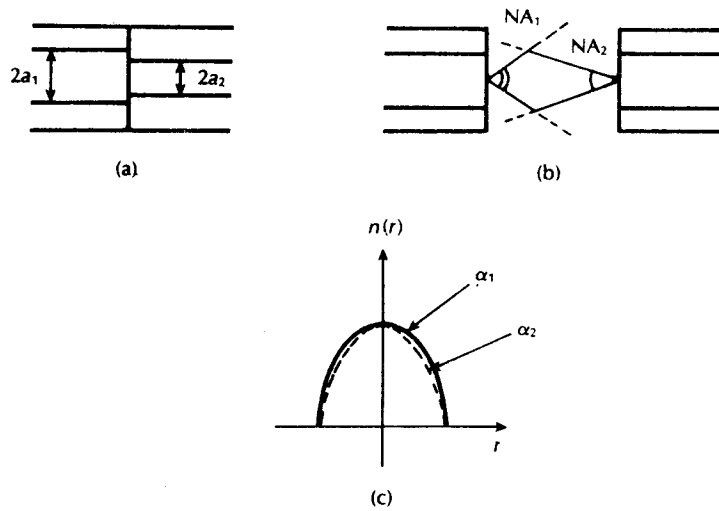 NA₁
NA₂
2a₁
2a₂
(a)
(b)
n(r)
α₁
α₂
r
(c)